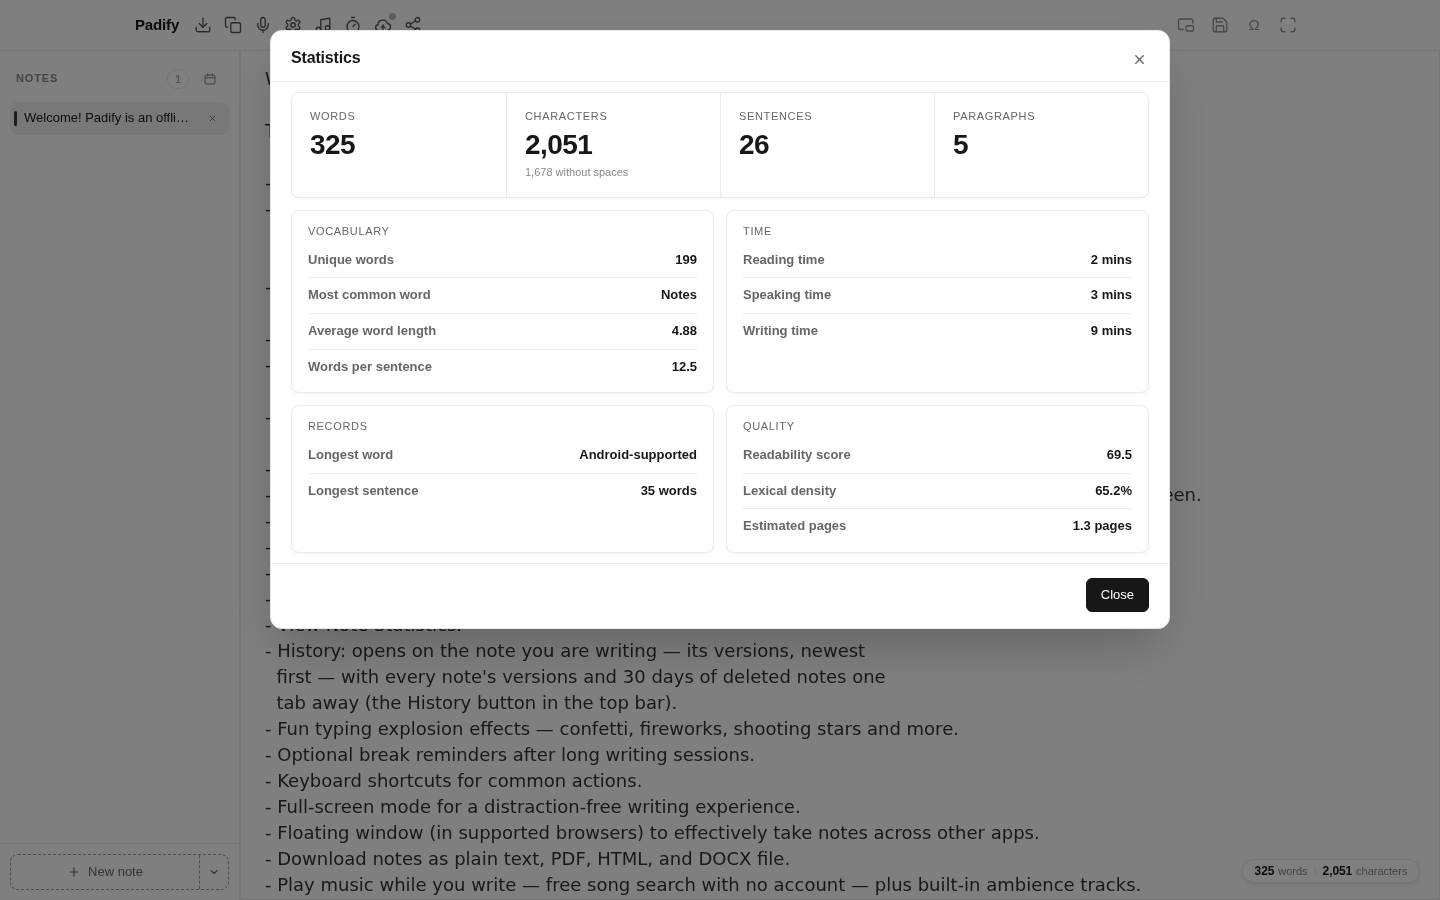 Padify
NOTES
1
Welcome! Padify is an offli...
Statistics
WORDS
325
CHARACTERS
2,051
1,678 without spaces
SENTENCES
26
PARAGRAPHS
5
VOCABULARY
Unique words 199
Most common word Notes
Average word length 4.88
Words per sentence 12.5
TIME
Reading time 2 mins
Speaking time 3 mins
Writing time 9 mins
RECORDS
Longest word Android-supported
Longest sentence 35 words
QUALITY
Readability score 69.5
Lexical density 65.2%
Estimated pages 1.3 pages
Close
- View Note Statistics.
- History: opens on the note you are writing — its versions, newest
first — with every note's versions and 30 days of deleted notes one
tab away (the History button in the top bar).
- Fun typing explosion effects — confetti, fireworks, shooting stars and more.
- Optional break reminders after long writing sessions.
- Keyboard shortcuts for common actions.
- Full-screen mode for a distraction-free writing experience.
- Floating window (in supported browsers) to effectively take notes across other apps.
- Download notes as plain text, PDF, HTML, and DOCX file.
- Play music while you write — free song search with no account — plus built-in ambience tracks.
New note
325 words 2,051 characters